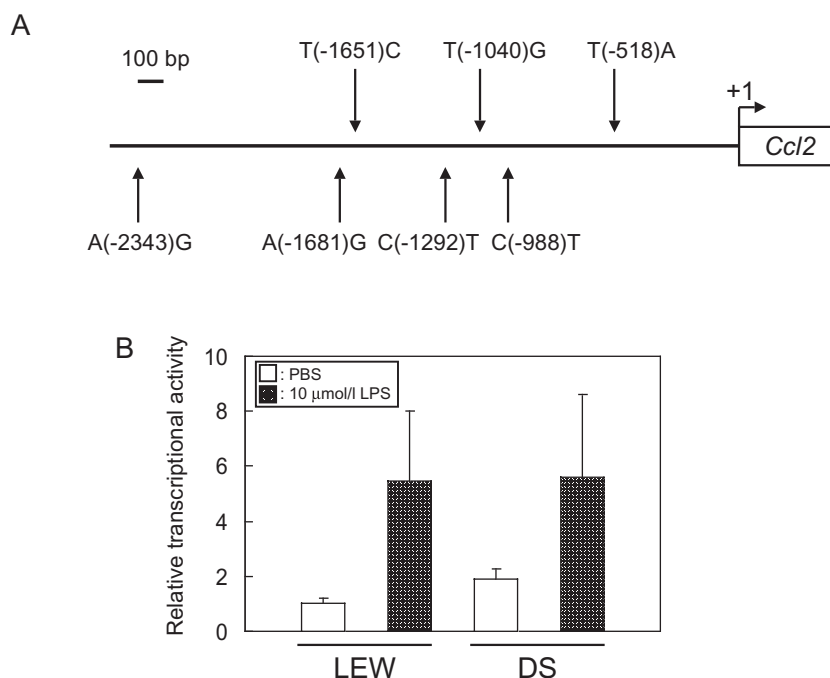 A
100 bp
T(-1651)C T(-1040)G T(-518)A
+1
Ccl2
A(-2343)G A(-1681)G C(-1292)T C(-988)T
B
Relative transcriptional activity
10
8
6
4
2
0
: PBS
: 10 μmol/l LPS
LEW DS